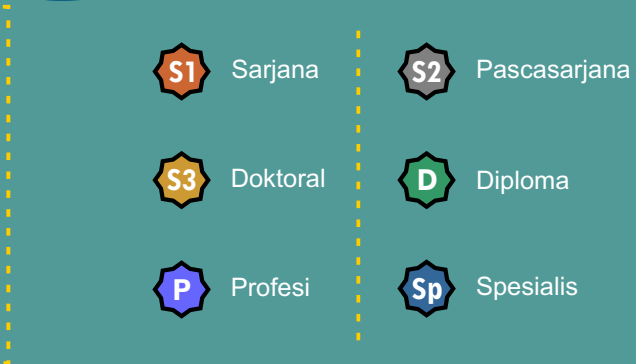 S1 Sarjana
S2 Pascasarjana
S3 Doktoral
D Diploma
P Profesi
Sp Spesialis